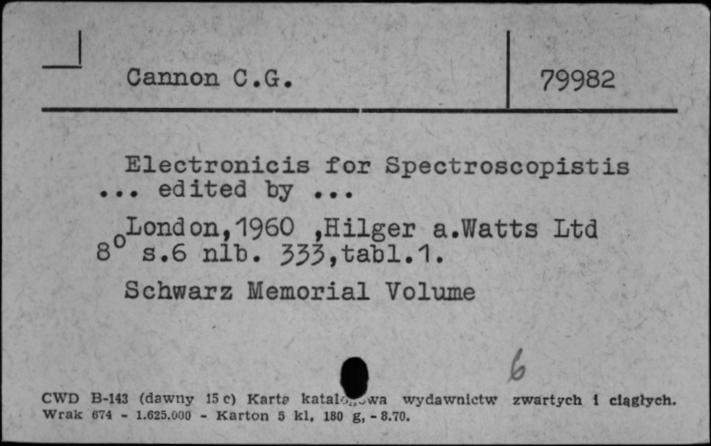 Cannon C.G.
79982
Electronicis for Spectroscopistis
... edited by ...
London,1960 ,Hilger a.Watts Ltd
8° s.6 nlb. 333,tabl.1.
Schwarz Memorial Volume
6
CWD B-143 (dawny 15 c) Karta wydawnictw zwartych i ciągłych.
Wrak 674 - 1.625.000 - Karton 5 kl, 180 g, - 8.70.